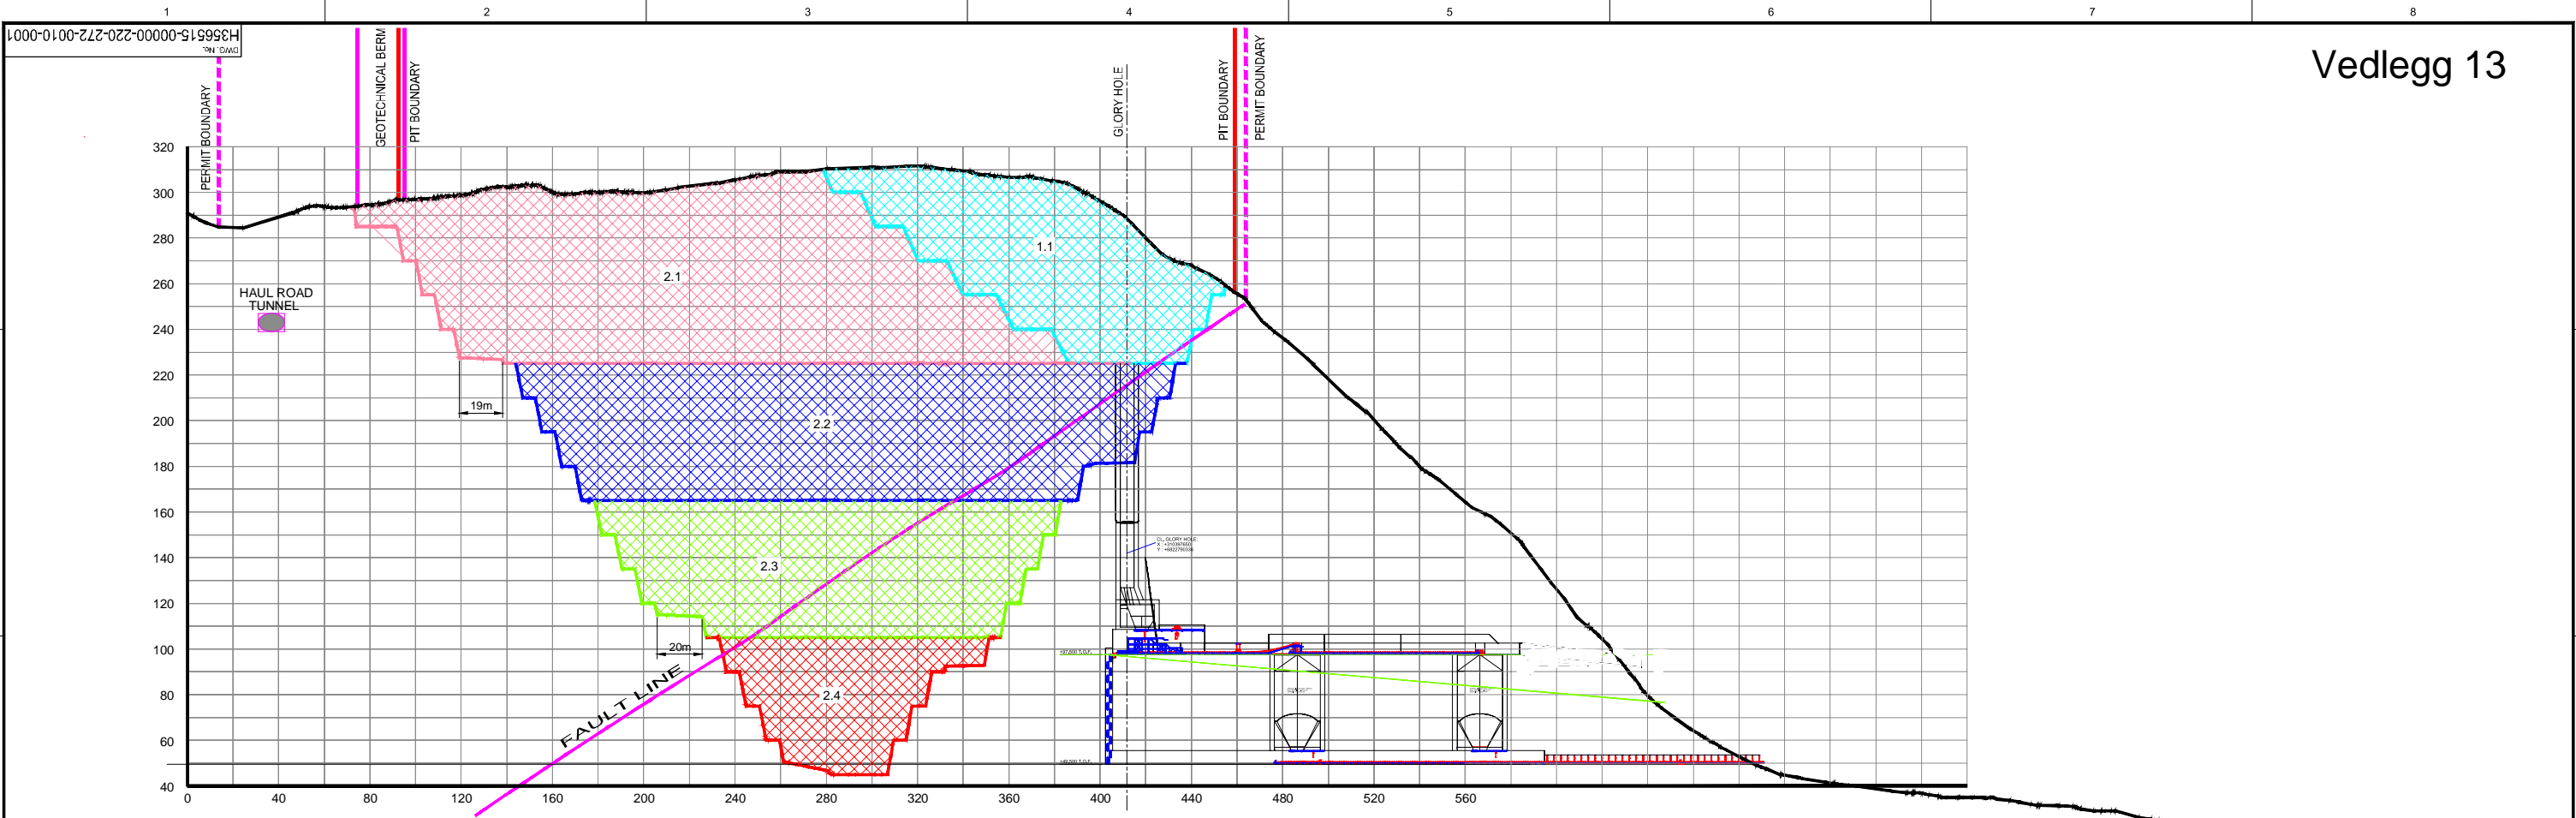 1 2 3 4 5 6 7 8
H356515-00000-220-272-0010-0001
DWG. No.
Vedlegg 13
PERMIT BOUNDARY
GEOTECHNICAL BERM
PIT BOUNDARY
GLORY HOLE
PIT BOUNDARY
PERMIT BOUNDARY
320
300
280
260
240
220
200
180
160
140
120
100
80
60
40
1.1
2.1
HAUL ROAD
TUNNEL
19m
2.2
CL. GLORY HOLE:
2.3
20m
FAULT LINE
2.4
0 40 80 120 160 200 240 280 320 360 400 440 480 520 560